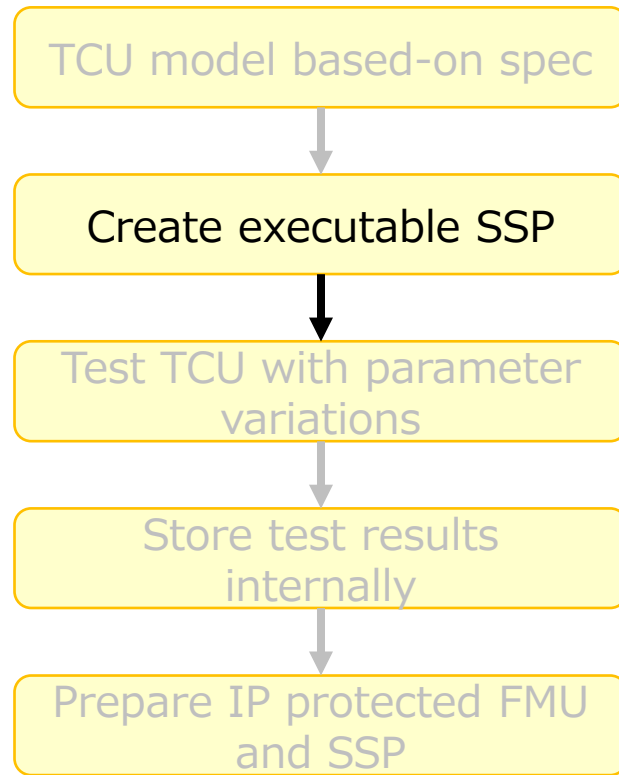 TCU model based-on spec
Create executable SSP
Test TCU with parameter
variations
Store test results
internally
Prepare IP protected FMU
and SSP